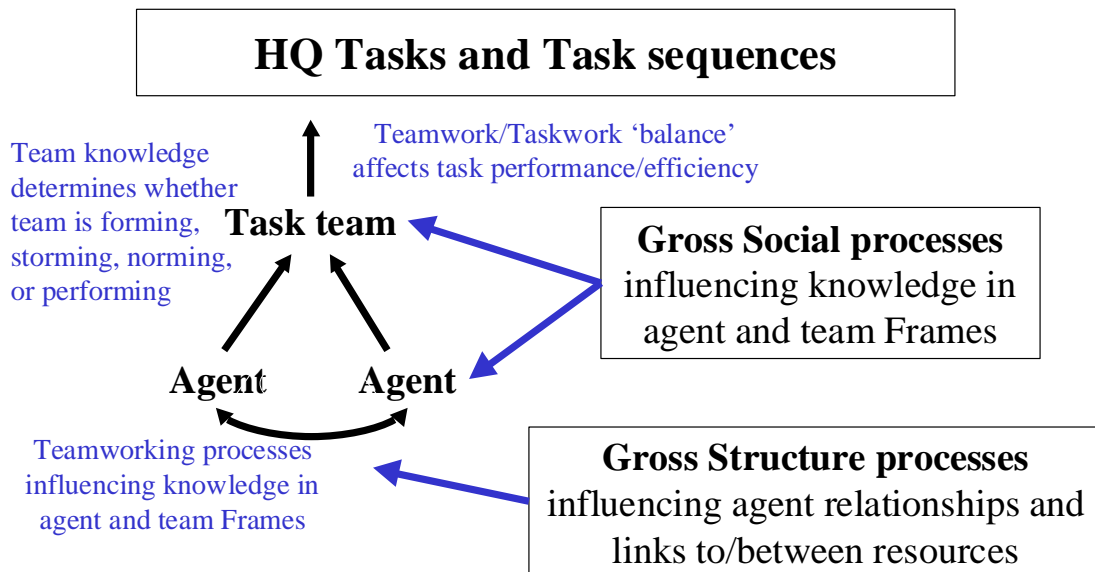 HQ Tasks and Task sequences
Teamwork/Taskwork ‘balance’
affects task performance/efficiency
Team knowledge
determines whether
team is forming,
storming, norming,
or performing
Task team
Gross Social processes
influencing knowledge in
agent and team Frames
Agent
Agent
Teamworking processes
influencing knowledge in
agent and team Frames
Gross Structure processes
influencing agent relationships and
links to/between resources